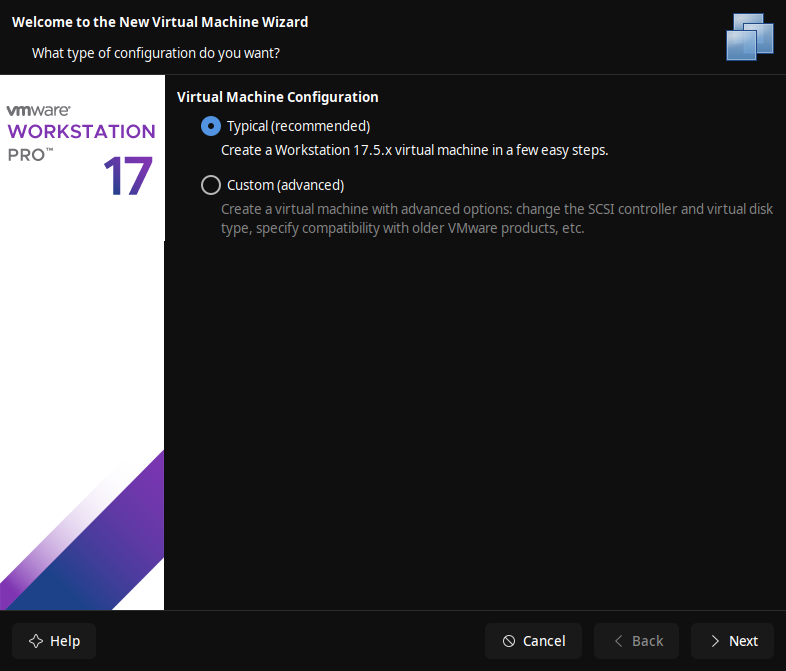 Welcome to the New Virtual Machine Wizard
What type of configuration do you want?
vmware®
WORKSTATION
PRO™
17
Virtual Machine Configuration
Typical (recommended)
Create a Workstation 17.5.x virtual machine in a few easy steps.
Custom (advanced)
Create a virtual machine with advanced options: change the SCSI controller and virtual disk
type, specify compatibility with older VMware products, etc.
Help
Cancel
Back
Next